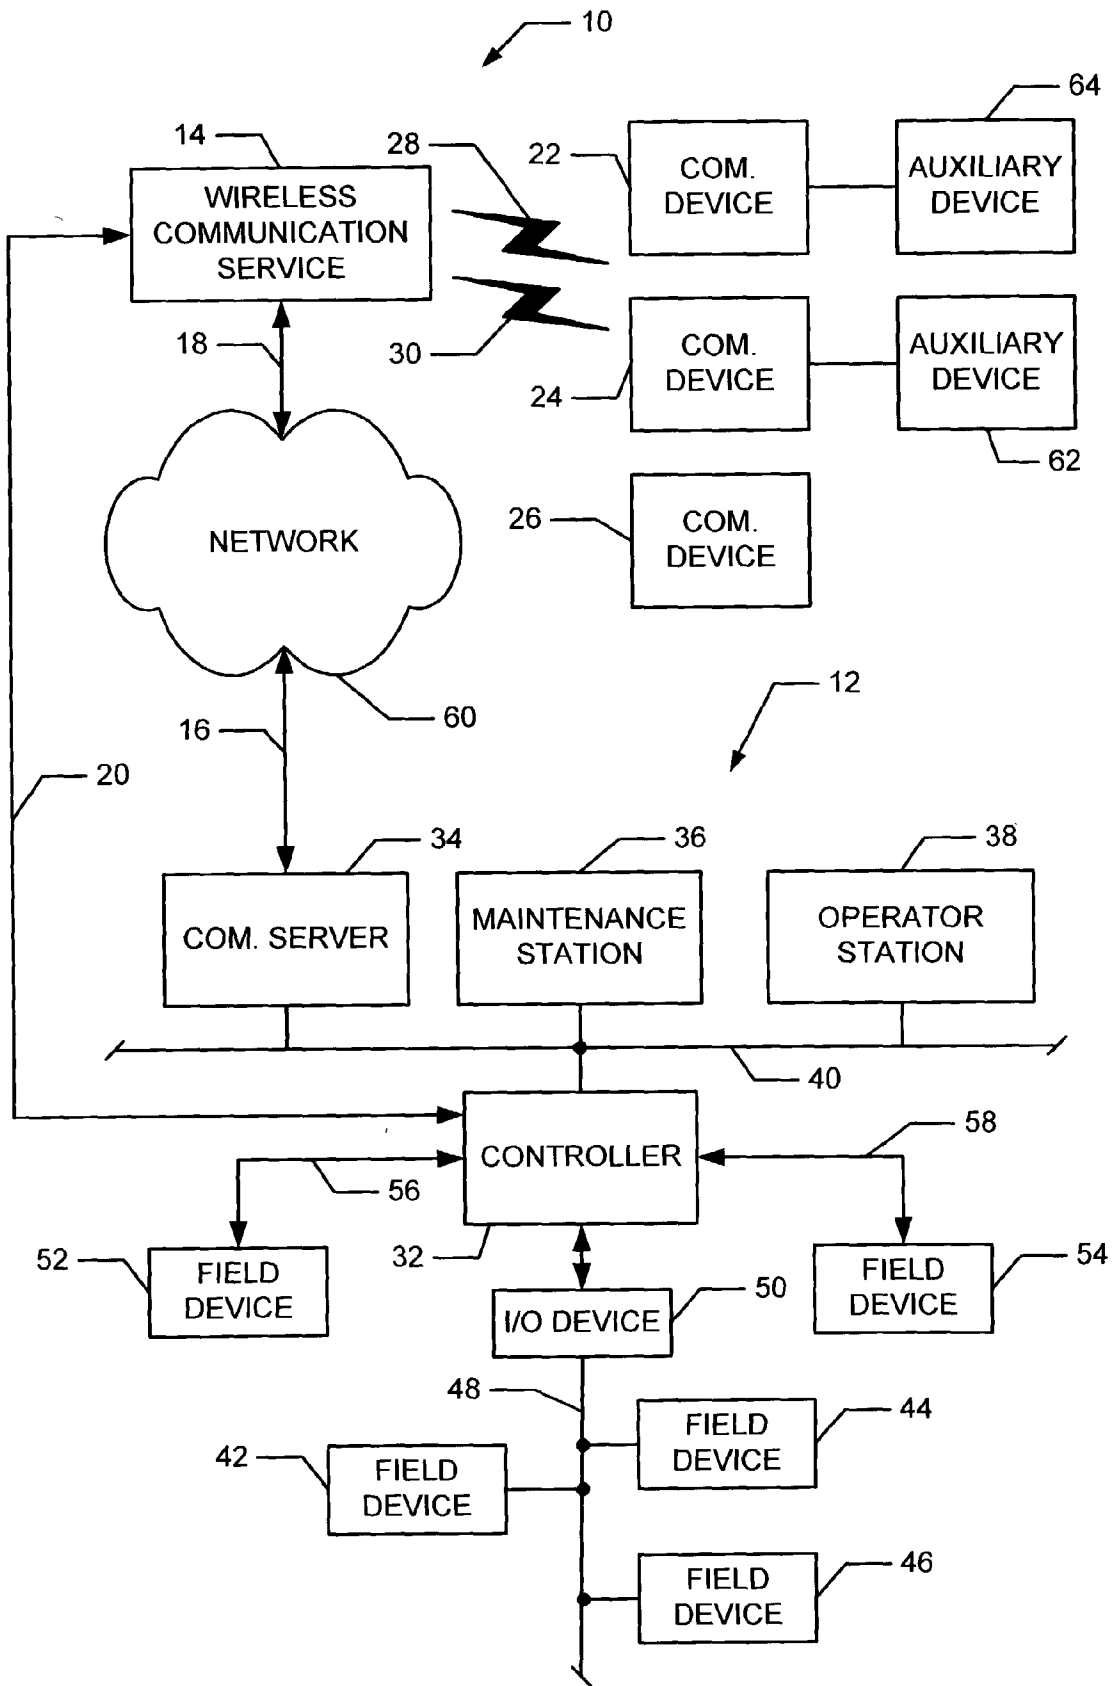 10
64
14
28
22
COM.
DEVICE
AUXILIARY
DEVICE
WIRELESS
COMMUNICATION
SERVICE
18
30
24
COM.
DEVICE
AUXILIARY
DEVICE
62
26
COM.
DEVICE
NETWORK
12
60
16
20
34
36
38
COM. SERVER
MAINTENANCE
STATION
OPERATOR
STATION
40
58
CONTROLLER
56
52
32
54
FIELD
DEVICE
FIELD
DEVICE
50
I/O DEVICE
48
44
FIELD
DEVICE
42
FIELD
DEVICE
46
FIELD
DEVICE